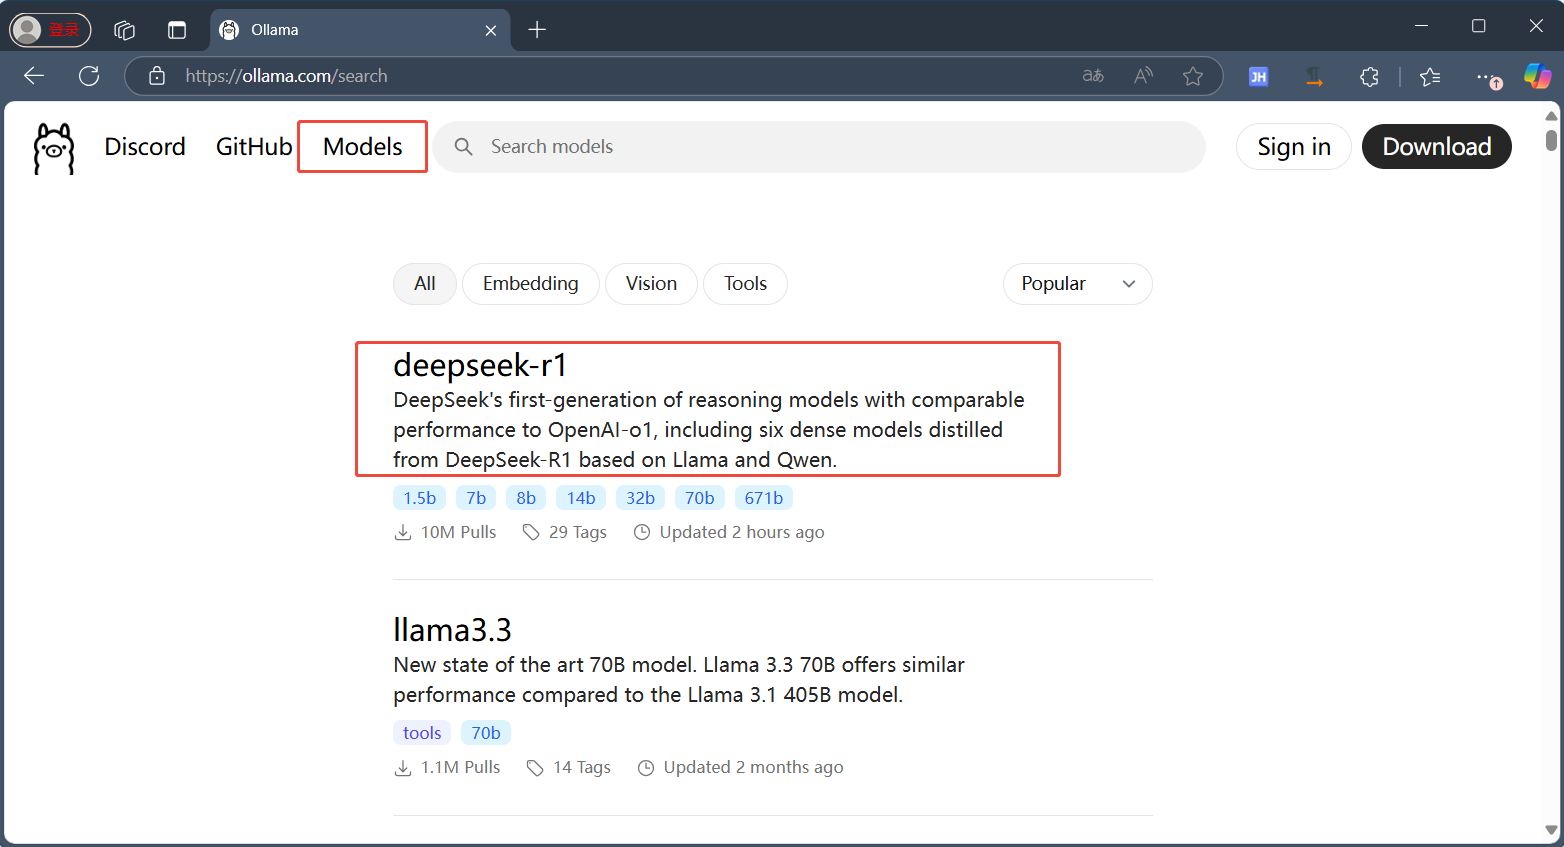 登录
Ollama
https://ollama.com/search
aあ
A
JH
Discord GitHub Models Search models Sign in Download
All Embedding Vision Tools Popular
deepseek-r1
DeepSeek's first-generation of reasoning models with comparable
performance to OpenAI-o1, including six dense models distilled
from DeepSeek-R1 based on Llama and Qwen.
1.5b 7b 8b 14b 32b 70b 671b
10M Pulls 29 Tags Updated 2 hours ago
llama3.3
New state of the art 70B model. Llama 3.3 70B offers similar
performance compared to the Llama 3.1 405B model.
tools 70b
1.1M Pulls 14 Tags Updated 2 months ago